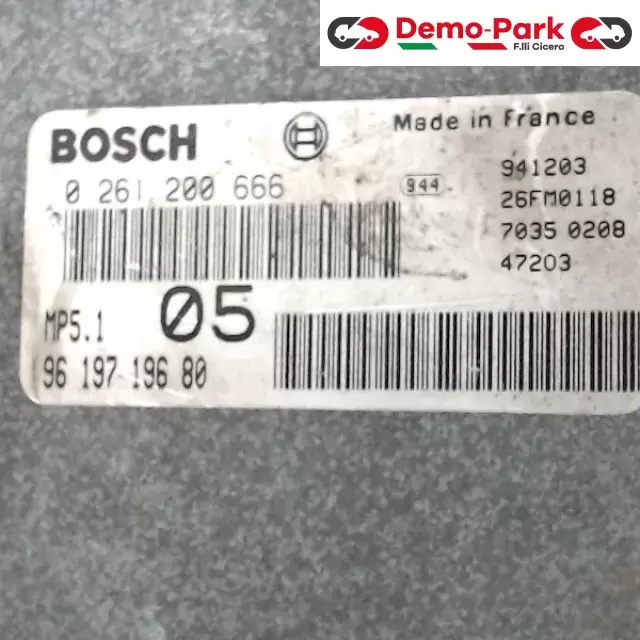 Demo-Park
F.lli Cicero
BOSCH
Made in France
0 261 200 666
944
941203
26FM0118
7035 0208
47203
MP5.1
05
96 197 196 80